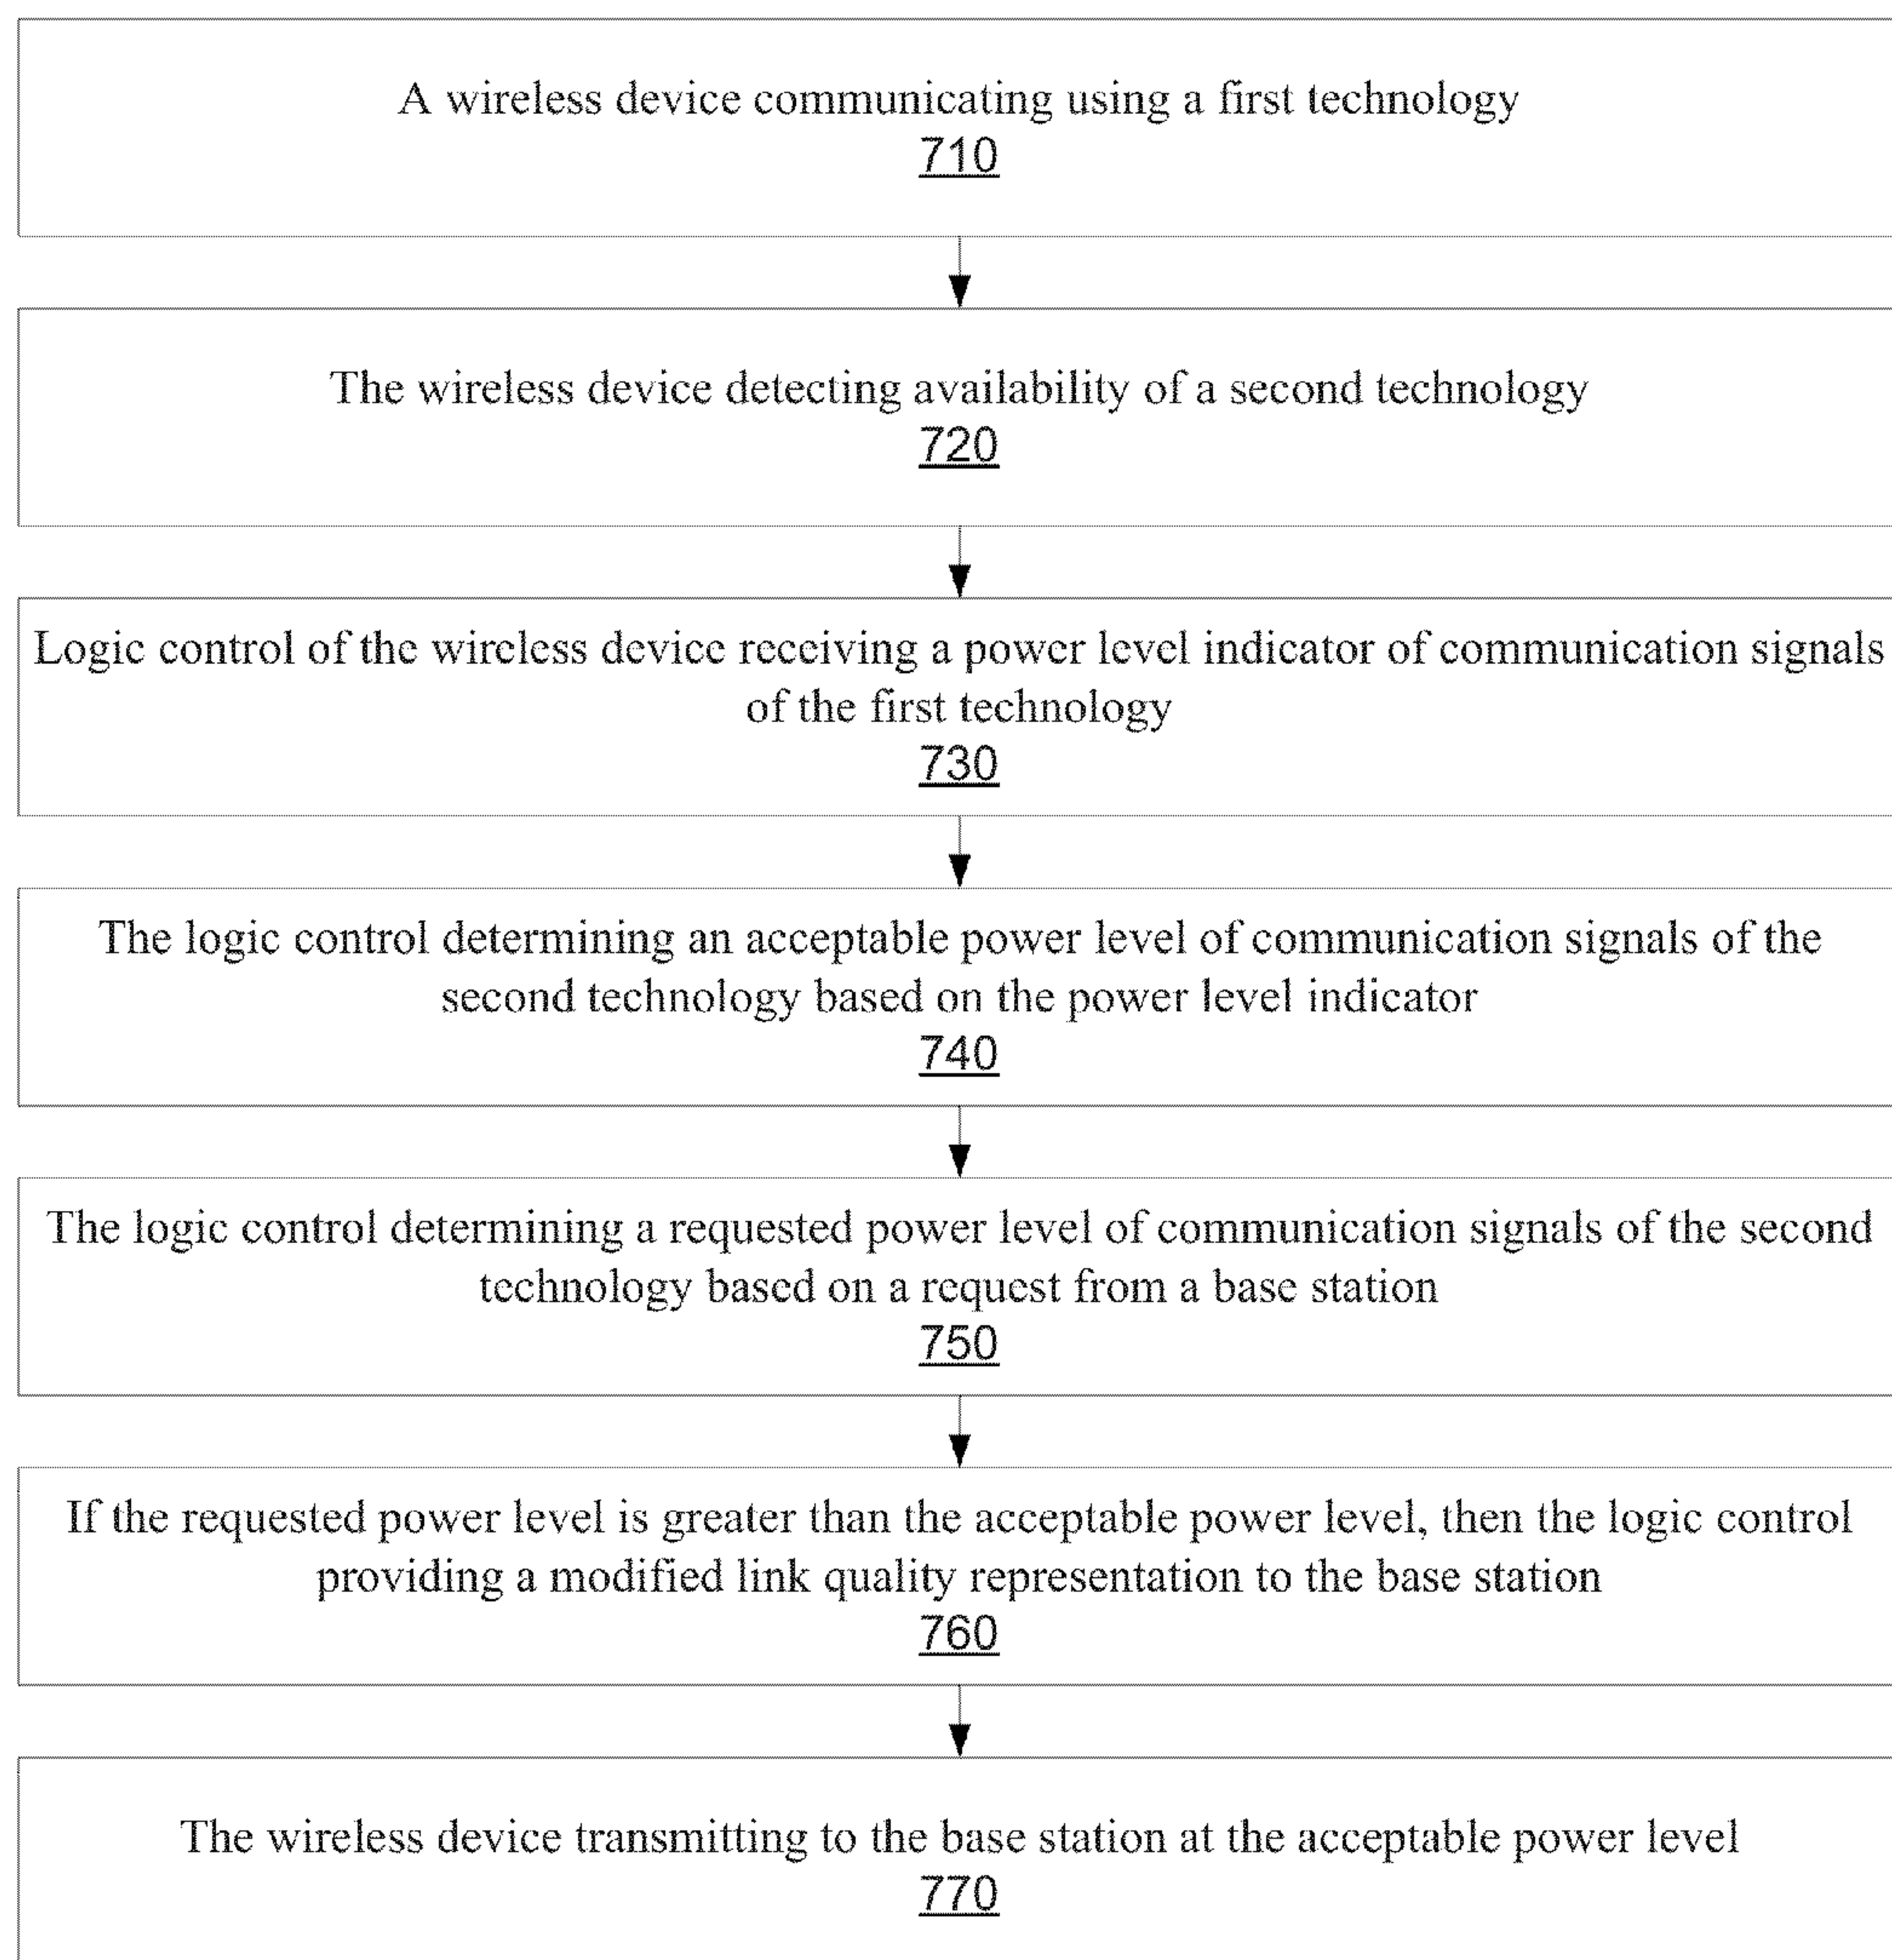 A wireless device communicating using a first technology
710
The wireless device detecting availability of a second technology
720
Logic control of the wireless device receiving a power level indicator of communication signals
of the first technology
730
The logic control determining an acceptable power level of communication signals of the
second technology based on the power level indicator
740
The logic control determining a requested power level of communication signals of the second
technology based on a request from a base station
750
If the requested power level is greater than the acceptable power level, then the logic control
providing a modified link quality representation to the base station
760
The wireless device transmitting to the base station at the acceptable power level
770